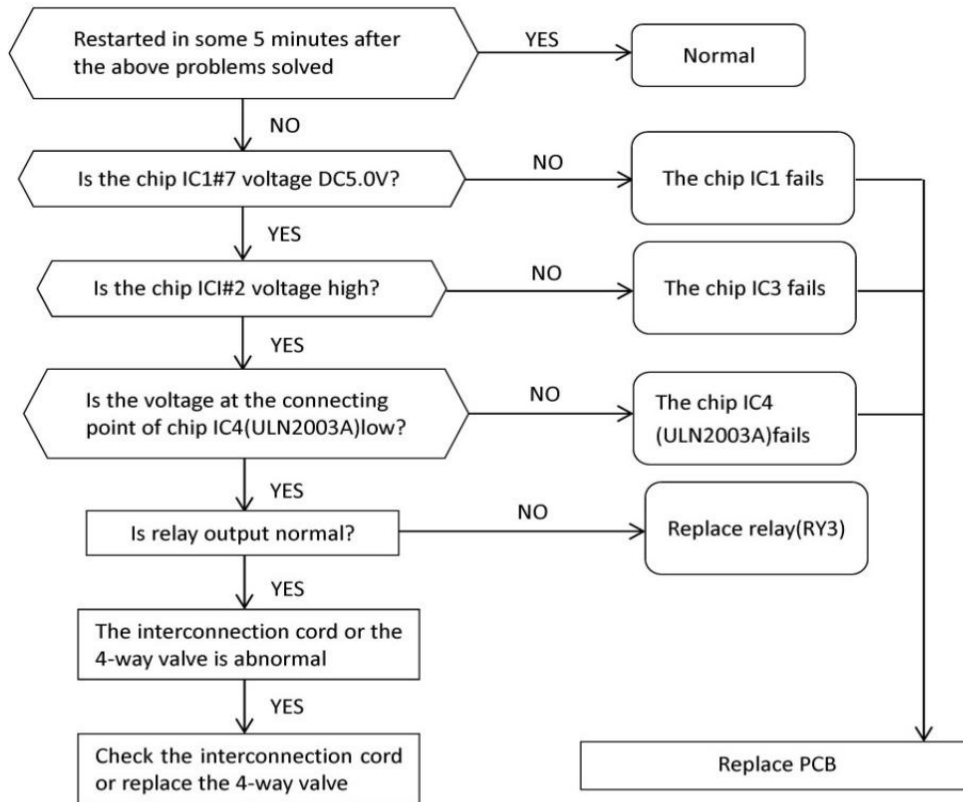 Restarted in some 5 minutes after
the above problems solved
YES
Normal
NO
Is the chip IC1#7 voltage DC5.0V?
NO
The chip IC1 fails
YES
Is the chip ICI#2 voltage high?
NO
The chip IC3 fails
YES
Is the voltage at the connecting
point of chip IC4(ULN2003A)low?
NO
The chip IC4
(ULN2003A)fails
YES
Is relay output normal?
NO
Replace relay(RY3)
YES
The interconnection cord or the
4-way valve is abnormal
YES
Check the interconnection cord
or replace the 4-way valve
Replace PCB